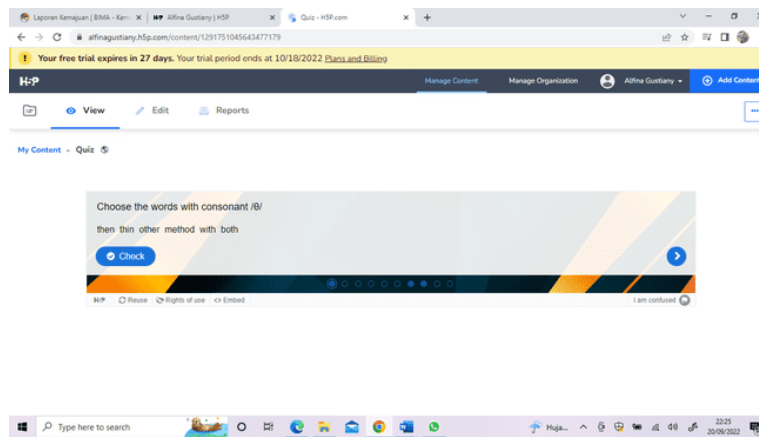 Laporan Kemajuan | BIMA - Kem
Alfina Gustiany | H5P
Quiz - H5P.com
alfinagustiany.h5p.com/content/1291751045643477179
Your free trial expires in 27 days. Your trial period ends at 10/18/2022 Plans and Billing
H5P Manage Content Manage Organization Alfina Gustiany Add Content
View Edit Reports
My Content Quiz
Choose the words with consonant /θ/
then thin other method with both
Check
H5P Reuse Rights of use <> Embed I am confused
Type here to search
Huja...
22:25
20/09/2022